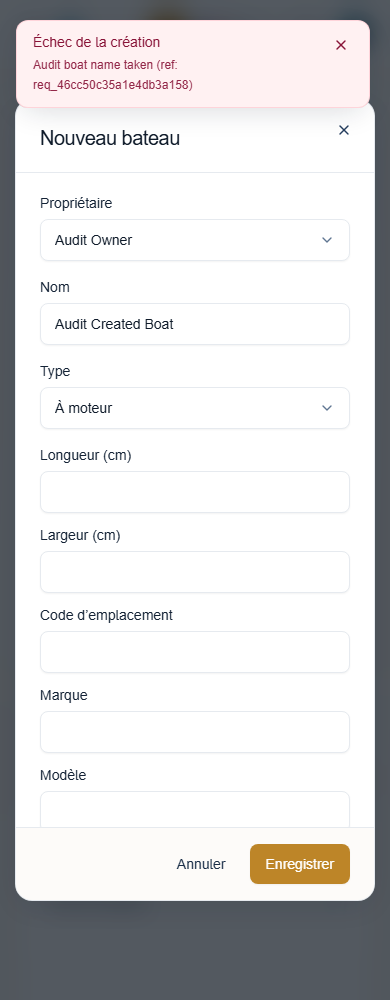 Échec de la création
Audit boat name taken (ref:
req_46cc50c35a1e4db3a158)
Nouveau bateau
Propriétaire
Audit Owner
Nom
Audit Created Boat
Type
À moteur
Longueur (cm)
Largeur (cm)
Code d’emplacement
Marque
Modèle
Annuler
Enregistrer